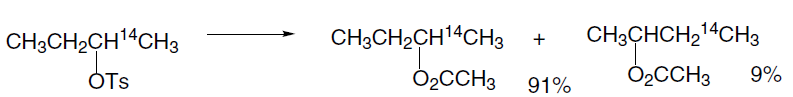 CH3CH2CH¹⁴CH3
OTs
CH3CH2CH¹⁴CH3 + CH3CHCH2¹⁴CH3
O2CCH3 91% O2CCH3 9%